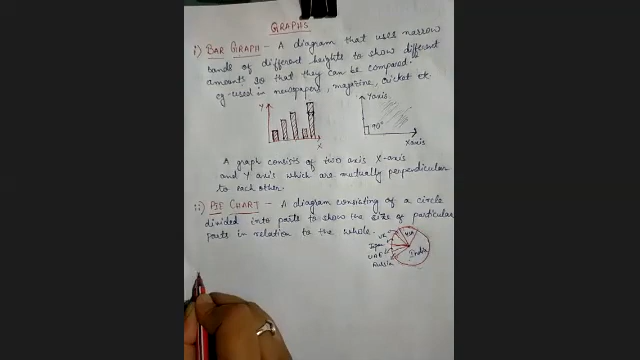 GRAPHS
i) BAR GRAPH - A diagram that uses narrow
bands of different heights to show different
amounts so that they can be compared.
eg - used in newspapers, magazine, cricket etc.
Y
X
Y axis
90°
X axis
A graph consists of two axis X-axis
and Y axis which are mutually perpendicular
to each other.
ii) PIE CHART - A diagram consisting of a circle
divided into parts to show the size of particular
parts in relation to the whole.
UK
Japan
UAE
Russia
USA
India